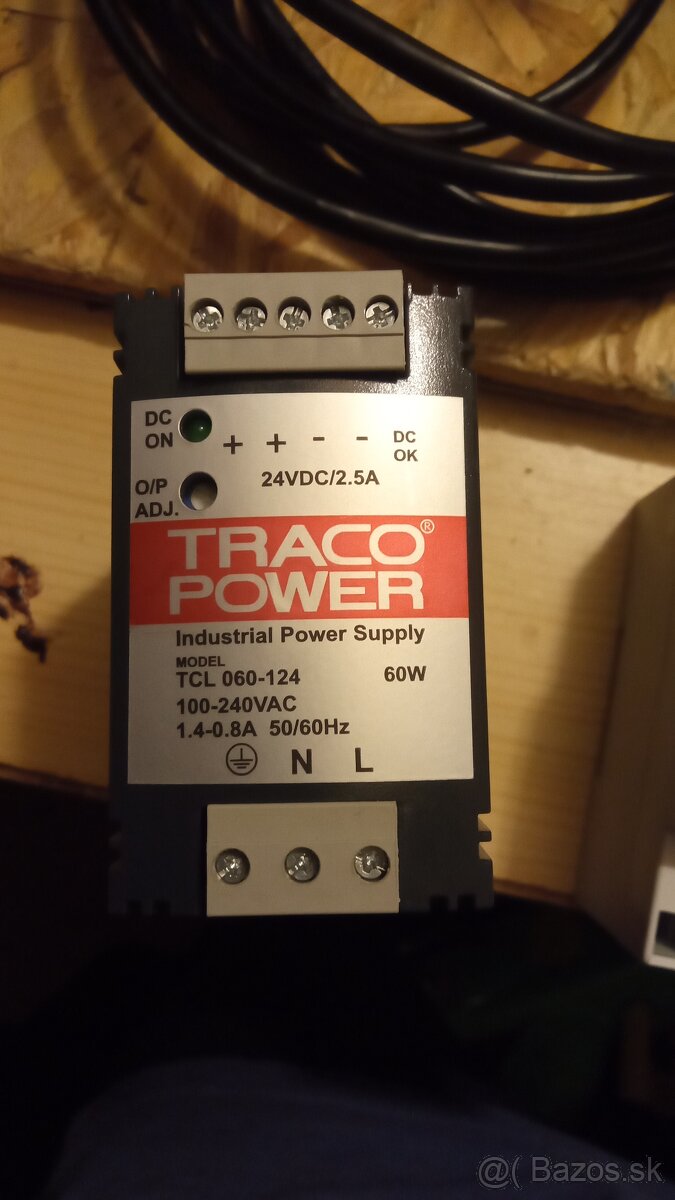 DC
ON
+ + - -
DC
OK
24VDC/2.5A
O/P
ADJ.
TRACO®
POWER
Industrial Power Supply
MODEL
TCL 060-124 60W
100-240VAC
1.4-0.8A 50/60Hz
N L
@( Bazos.sk